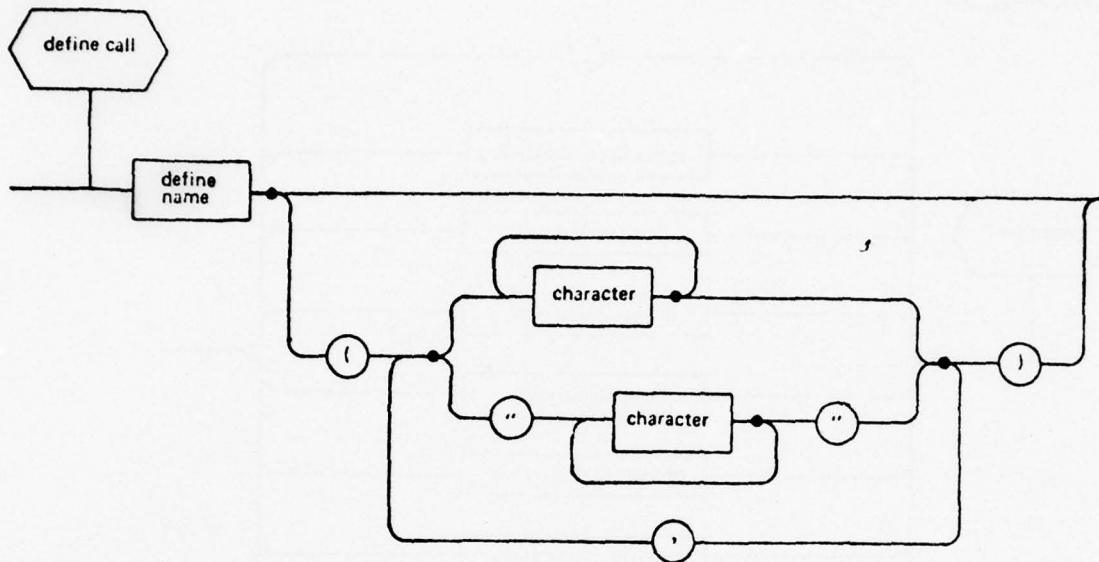 define call
define
name
character
(
)
" character "
,